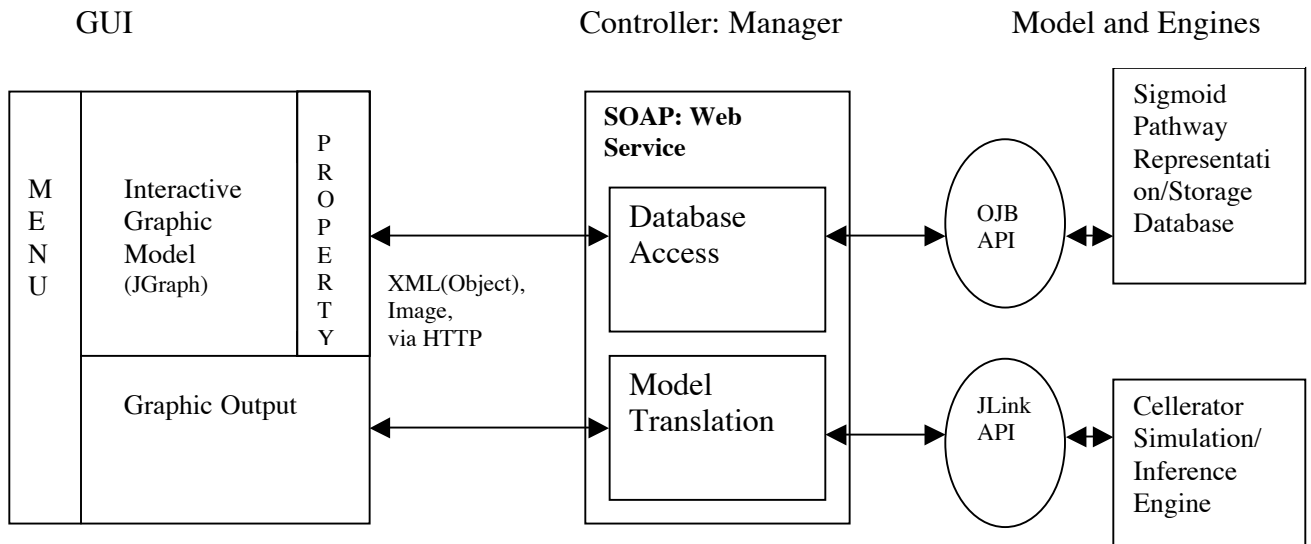 GUI
Controller: Manager
Model and Engines
MENU
Interactive
Graphic
Model
(JGraph)
PROPERTY
Graphic Output
XML(Object),
Image,
via HTTP
SOAP: Web
Service
Database
Access
Model
Translation
OJB
API
JLink
API
Sigmoid
Pathway
Representati
on/Storage
Database
Cellerator
Simulation/
Inference
Engine